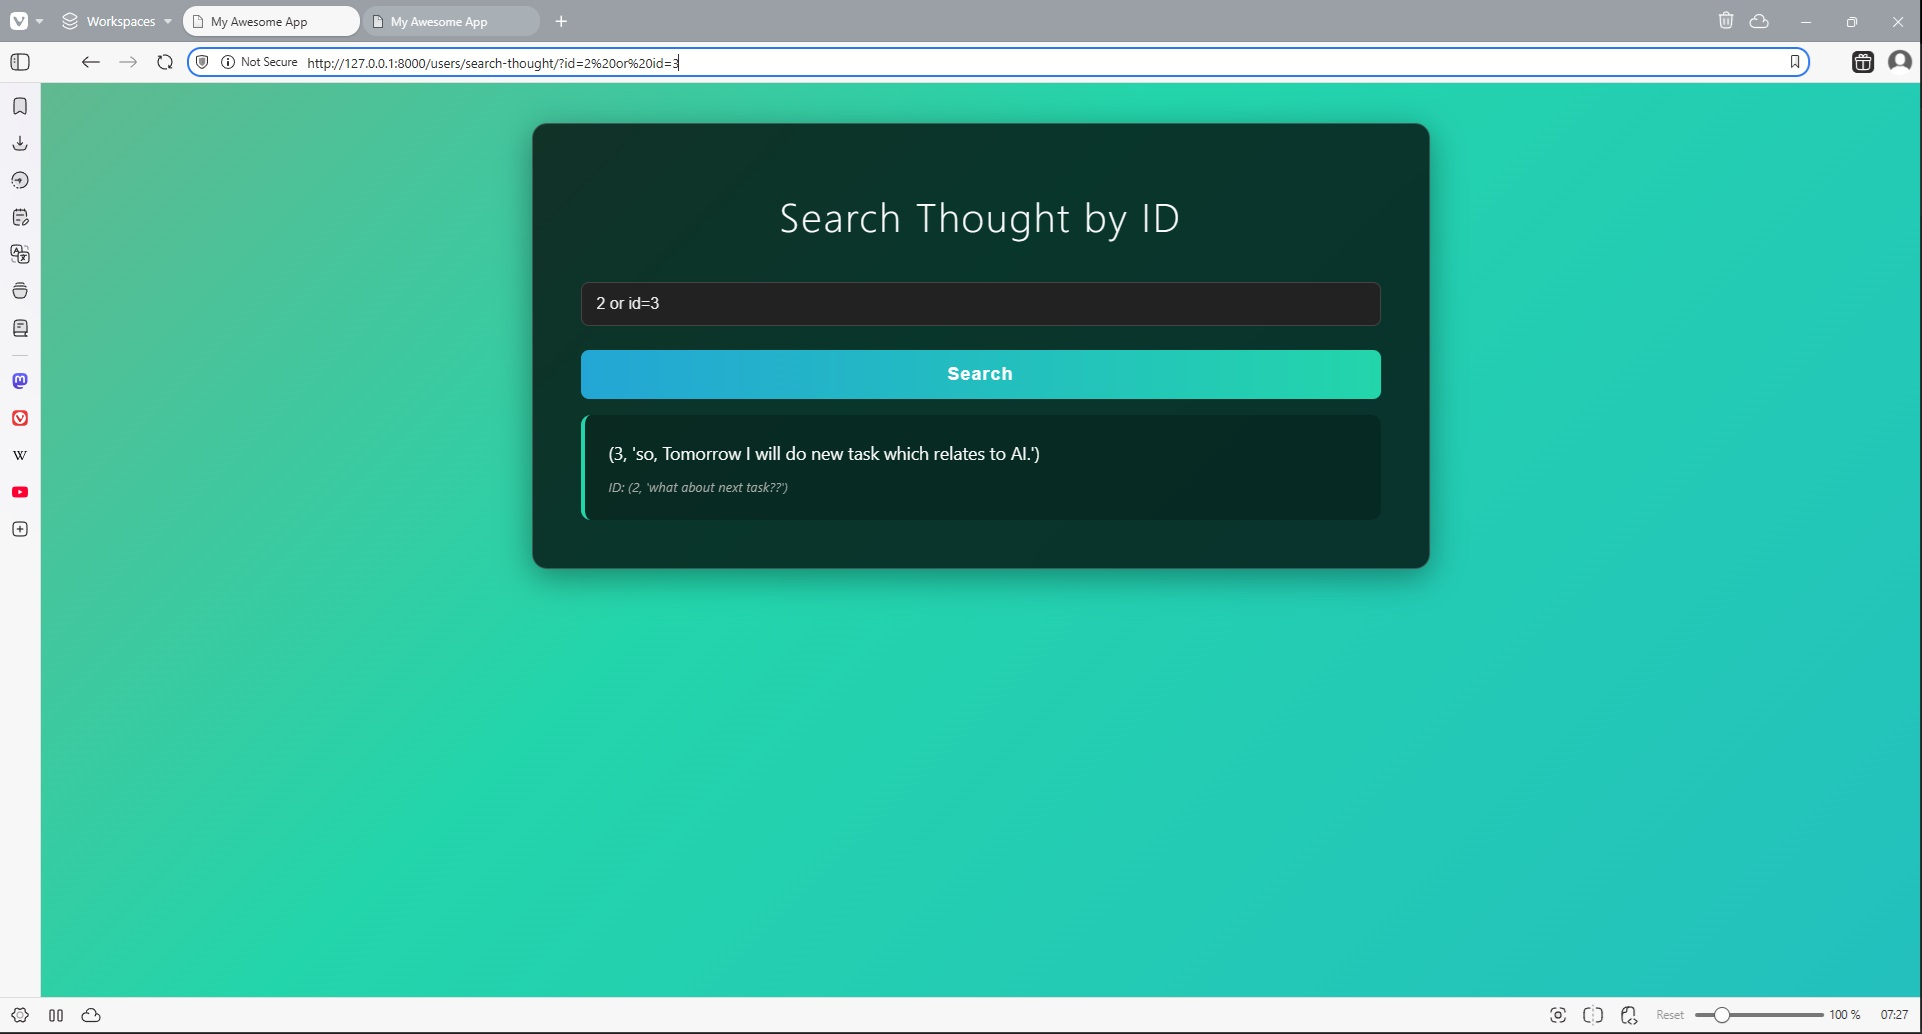 Workspaces
My Awesome App
My Awesome App
Not Secure
http://127.0.0.1:8000/users/search-thought/?id=2%20or%20id=3
Search Thought by ID
2 or id=3
Search
(3, 'so, Tomorrow I will do new task which relates to AI.')
ID: (2, 'what about next task??')
W
Reset
100 %
07:27